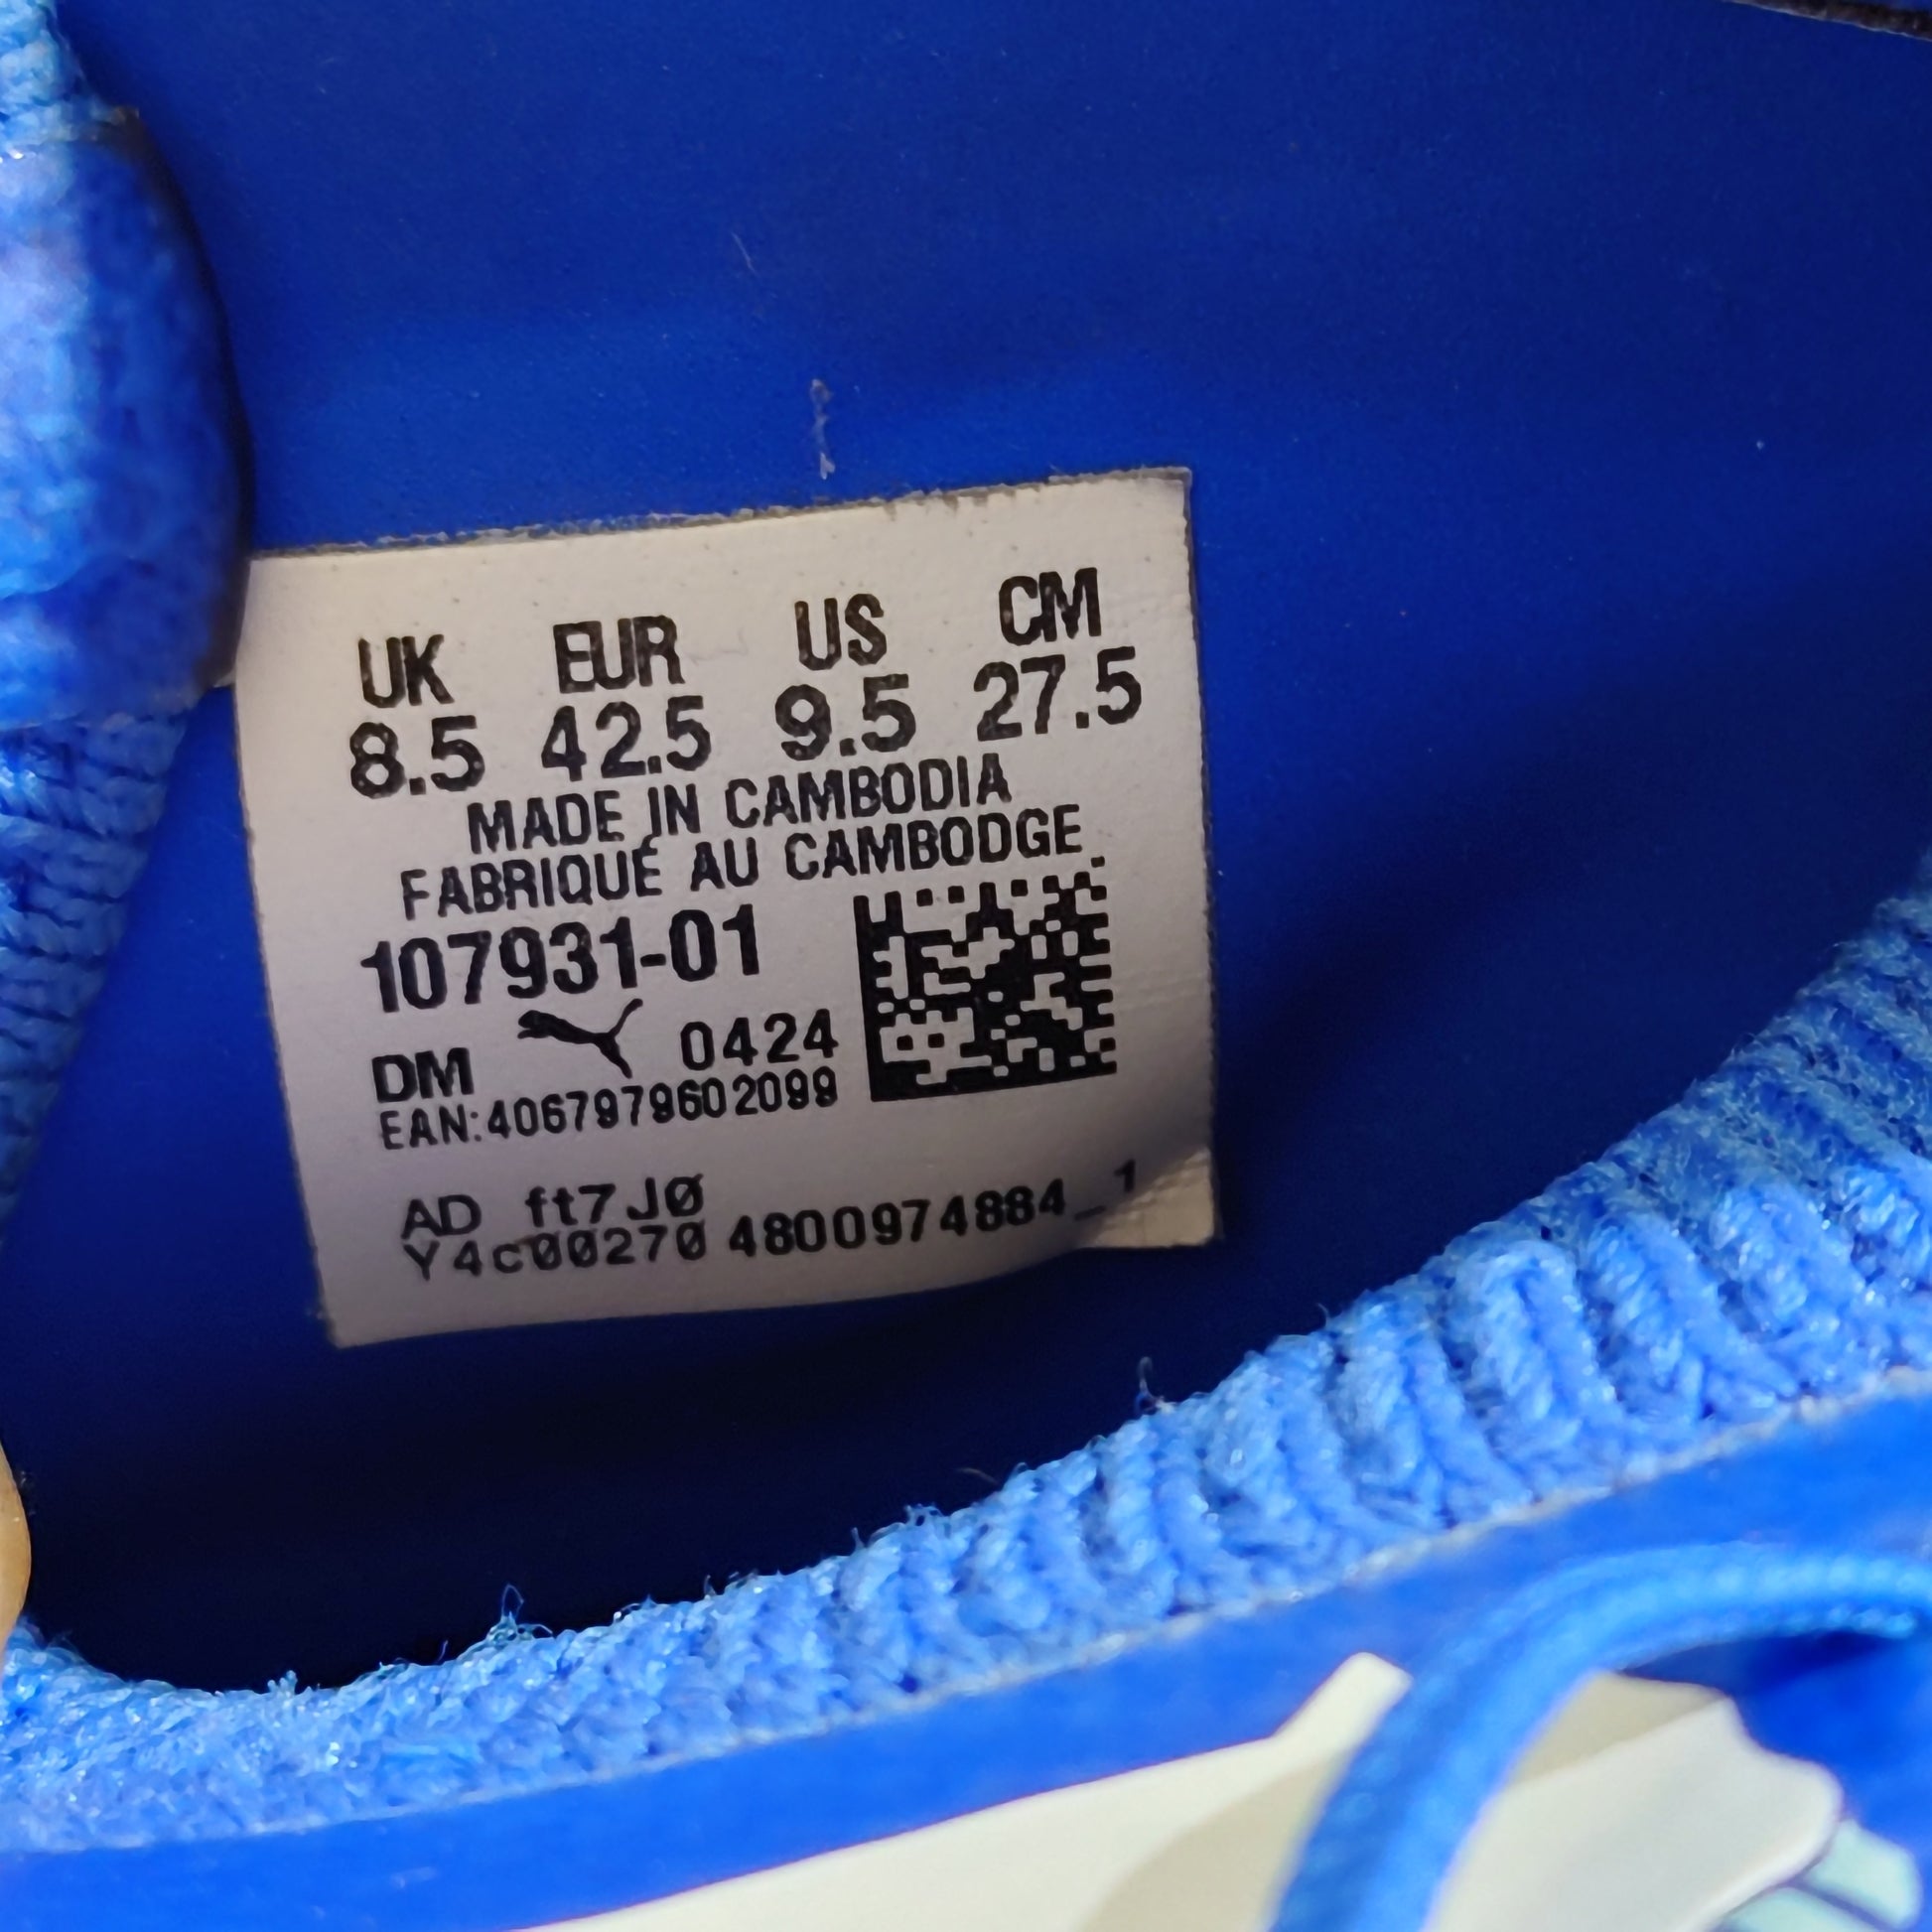 UK EUR US CM
8.5 42.5 9.5 27.5
MADE IN CAMBODIA
FABRIQUÉ AU CAMBODGE
107931-01
DM 0424
EAN:4067979602099
AD ft7JØ
Y4c00270 4800974884_1